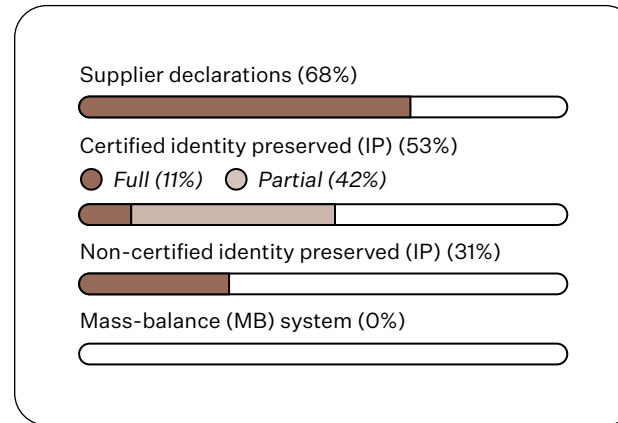 Supplier declarations (68%)
Certified identity preserved (IP) (53%)
Full (11%) Partial (42%)
Non-certified identity preserved (IP) (31%)
Mass-balance (MB) system (0%)